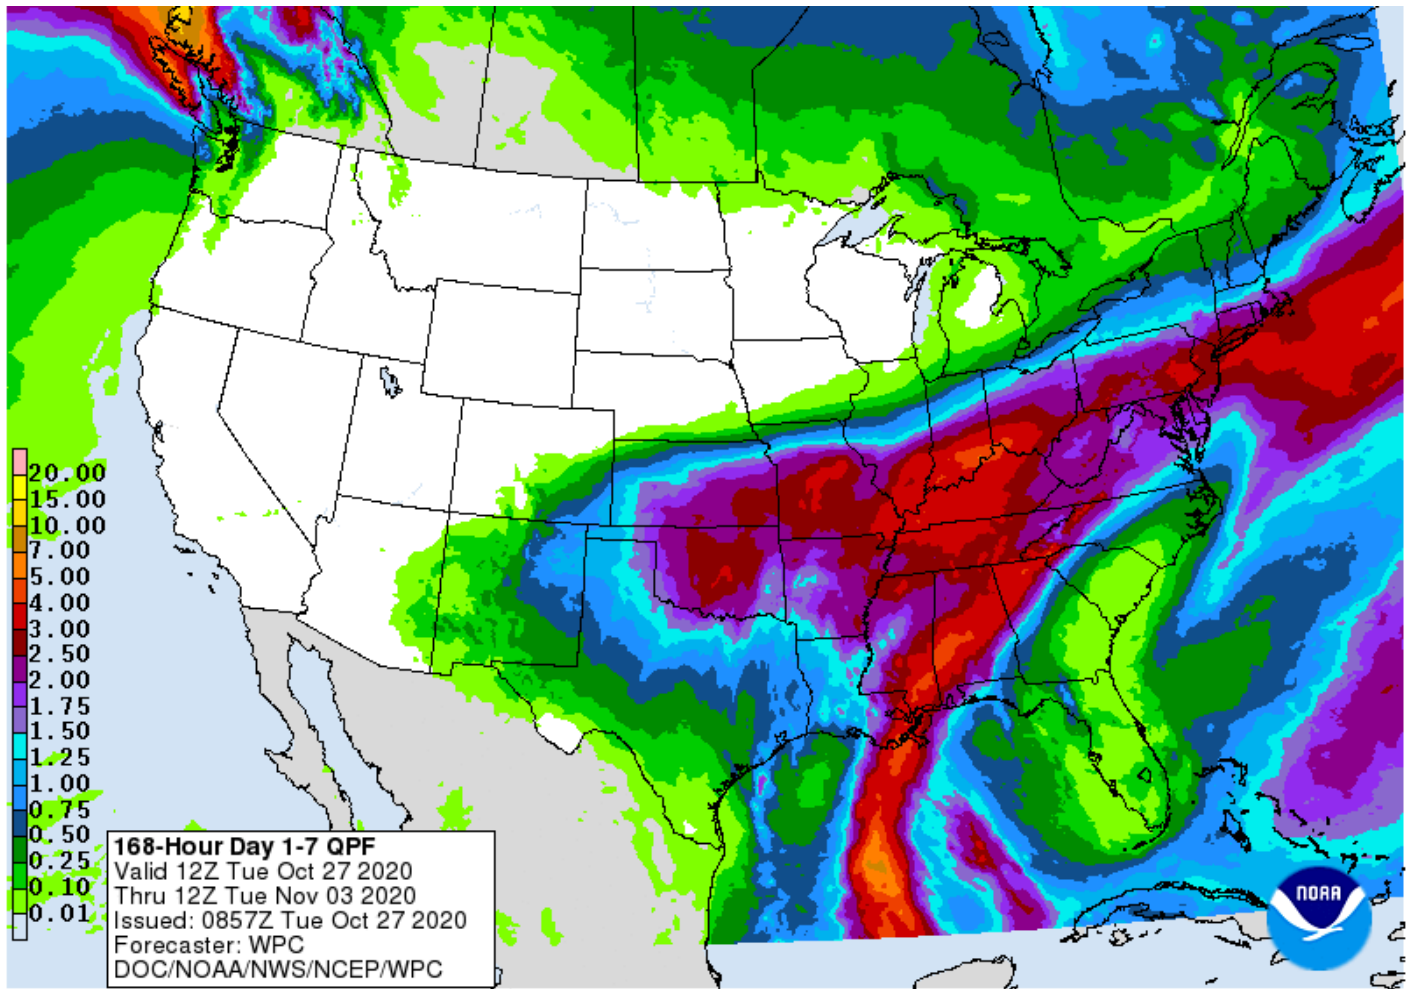 20.00
15.00
10.00
7.00
5.00
4.00
3.00
2.50
2.00
1.75
1.50
1.25
1.00
0.75
0.50
0.25
0.10
0.01
168-Hour Day 1-7 QPF
Valid 12Z Tue Oct 27 2020
Thru 12Z Tue Nov 03 2020
Issued: 0857Z Tue Oct 27 2020
Forecaster: WPC
DOC/NOAA/NWS/NCEP/WPC
NOAA